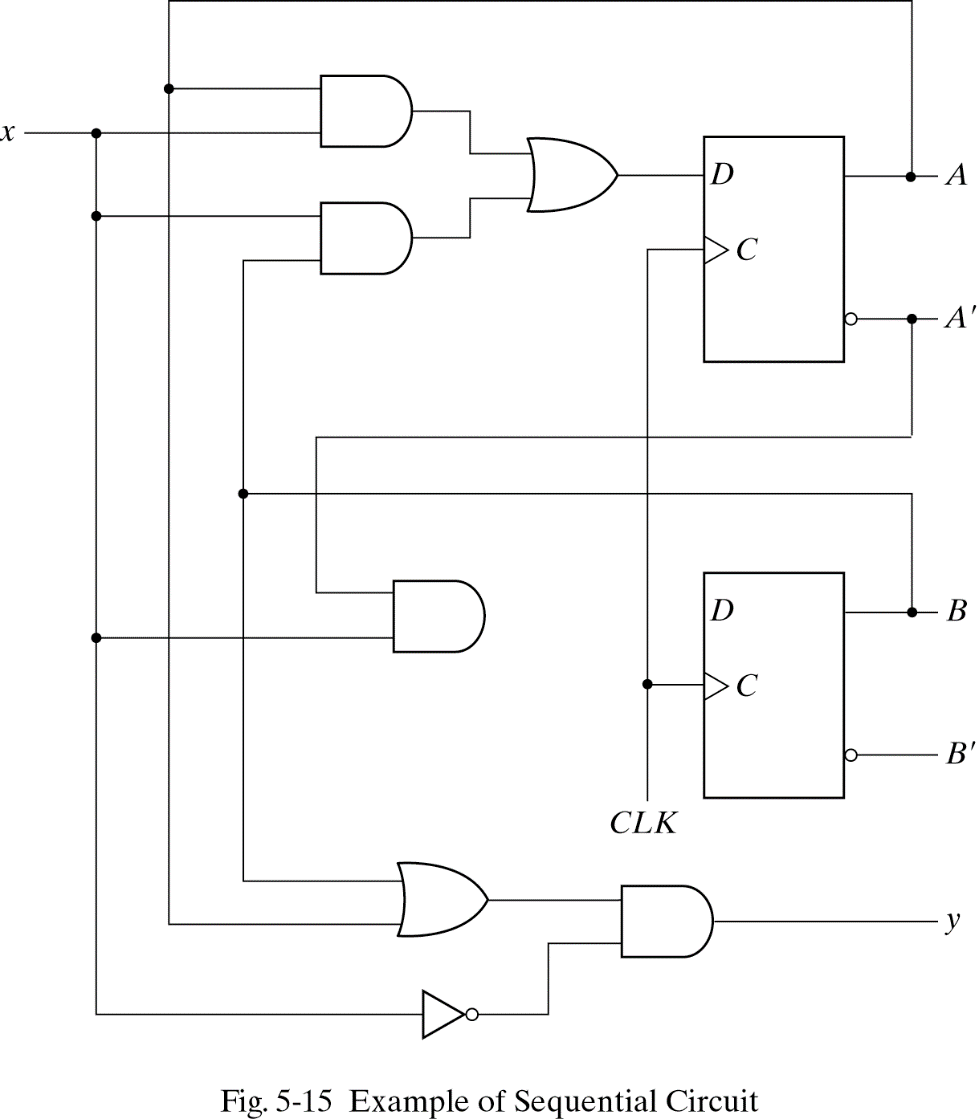 x
D
A
C
A′
D
B
C
B′
CLK
y
Fig. 5-15 Example of Sequential Circuit